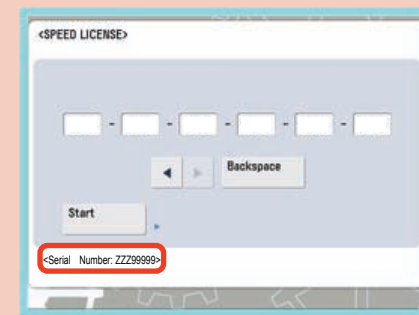 <SPEED LICENSE>
- - - - -
Backspace
Start
<Serial Number: ZZZ99999>